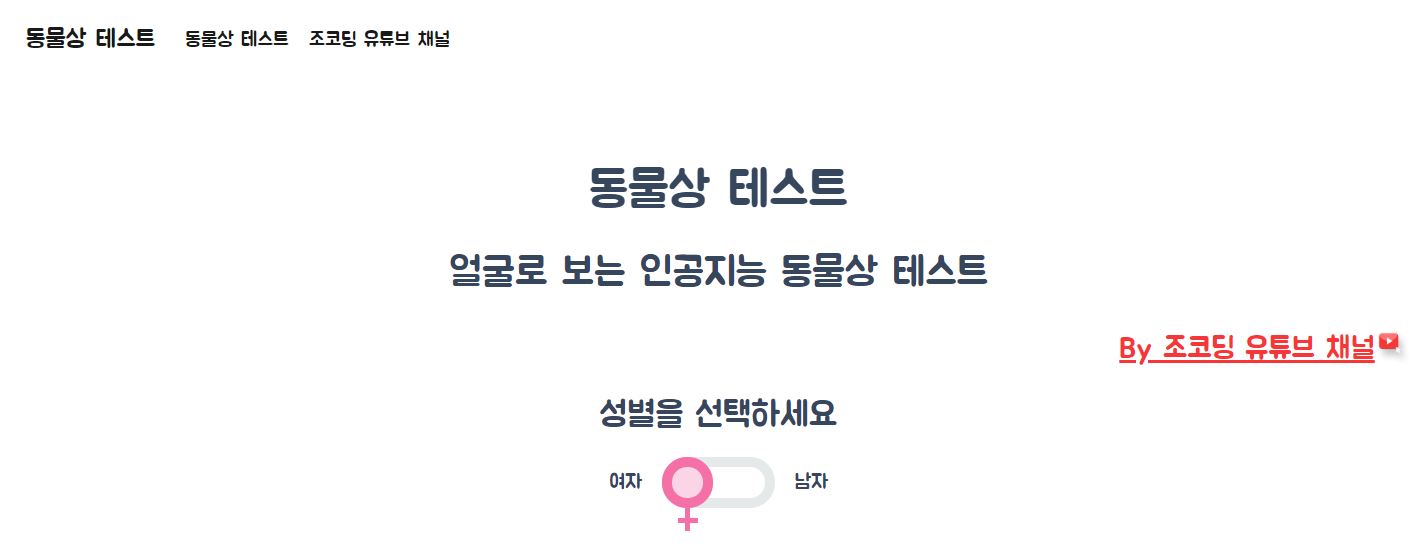 동물상 테스트 동물상 테스트 조코딩 유튜브 채널
동물상 테스트
얼굴로 보는 인공지능 동물상 테스트
By 조코딩 유튜브 채널
성별을 선택하세요
여자 남자